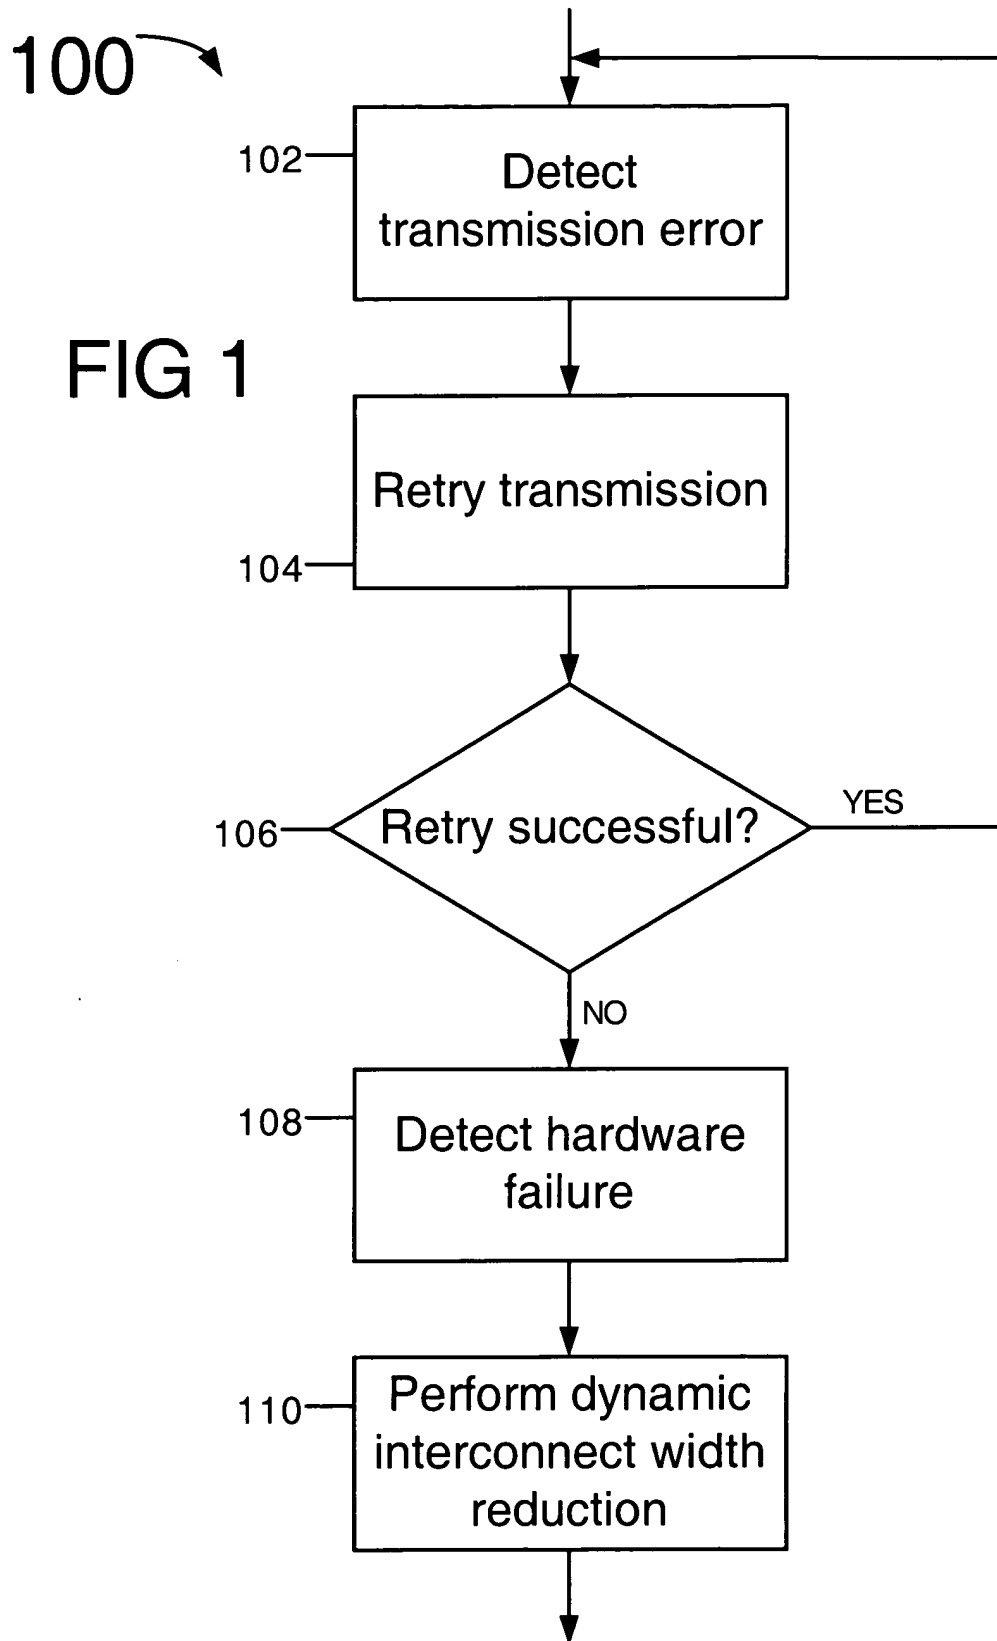 100
102
Detect
transmission error
FIG 1
Retry transmission
104
106
Retry successful?
YES
NO
108
Detect hardware
failure
110
Perform dynamic
interconnect width
reduction